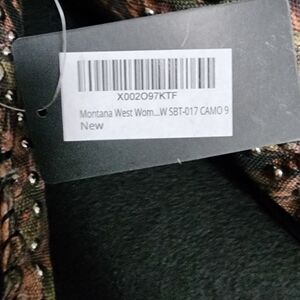 X002O97KTF
Montana West Wom...W SBT-017 CAMO 9
New